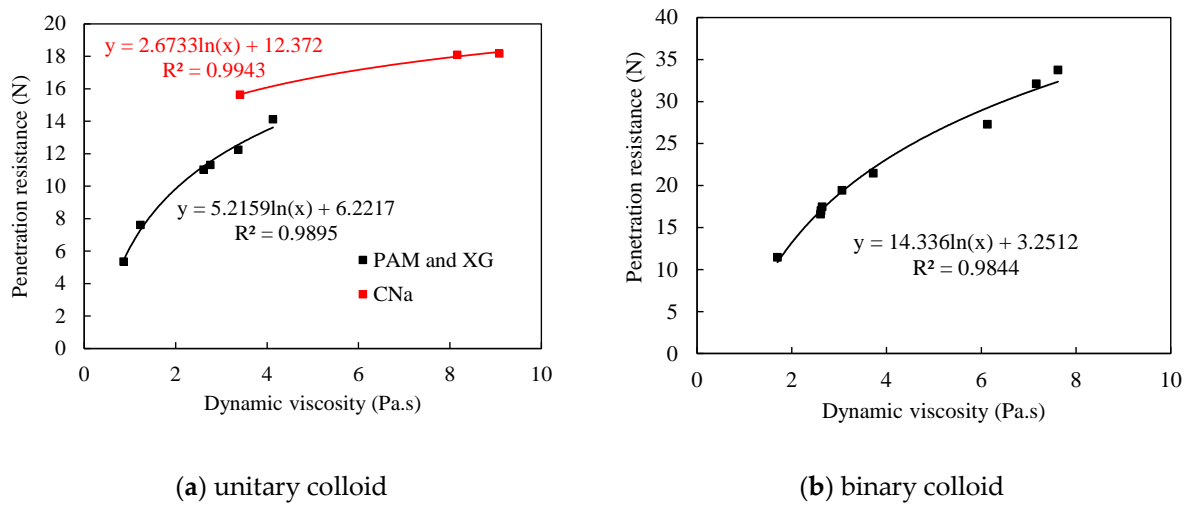 20
18
16
14
12
10
8
6
4
2
0
Penetration resistance (N)
y = 2.6733ln(x) + 12.372
R² = 0.9943
y = 5.2159ln(x) + 6.2217
R² = 0.9895
PAM and XG
CNa
0 2 4 6 8 10
Dynamic viscosity (Pa.s)
(a) unitary colloid
40
35
30
25
20
15
10
5
0
Penetration resistance (N)
y = 14.336ln(x) + 3.2512
R² = 0.9844
0 2 4 6 8 10
Dynamic viscosity (Pa.s)
(b) binary colloid